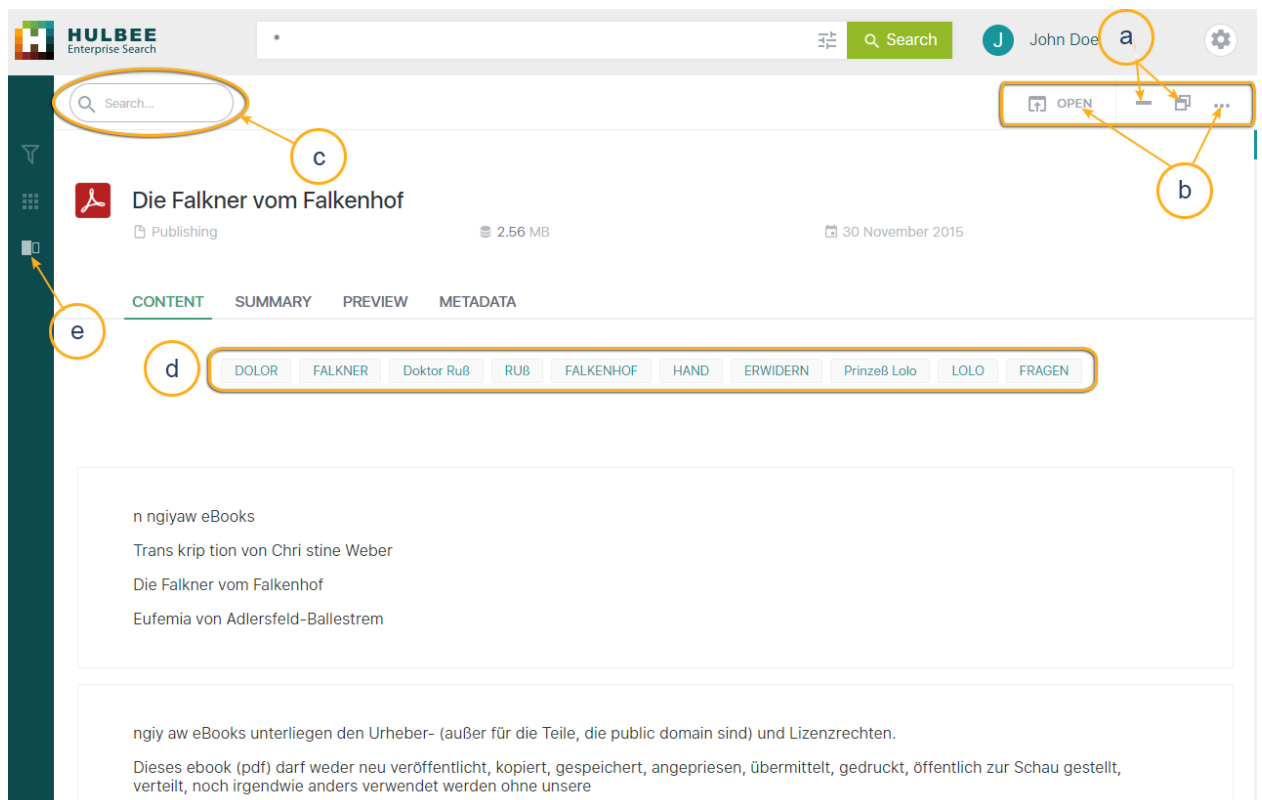 HULBEE
Enterprise Search
* Search J John Doe a
Search... OPEN ...
c
b
Die Falkner vom Falkenhof
Publishing 2.56 MB 30 November 2015
e
CONTENT SUMMARY PREVIEW METADATA
d DOLOR FALKNER Doktor Ruß RUß FALKENHOF HAND ERWIDERN Prinzeß Lolo LOLO FRAGEN
n ngiyaw eBooks
Trans krip tion von Chri stine Weber
Die Falkner vom Falkenhof
Eufemia von Adlersfeld-Ballestrem
ngiy aw eBooks unterliegen den Urheber- (außer für die Teile, die public domain sind) und Lizenzrechten.
Dieses ebook (pdf) darf weder neu veröffentlicht, kopiert, gespeichert, angepriesen, übermittelt, gedruckt, öffentlich zur Schau gestellt,
verteilt, noch irgendwie anders verwendet werden ohne unsere